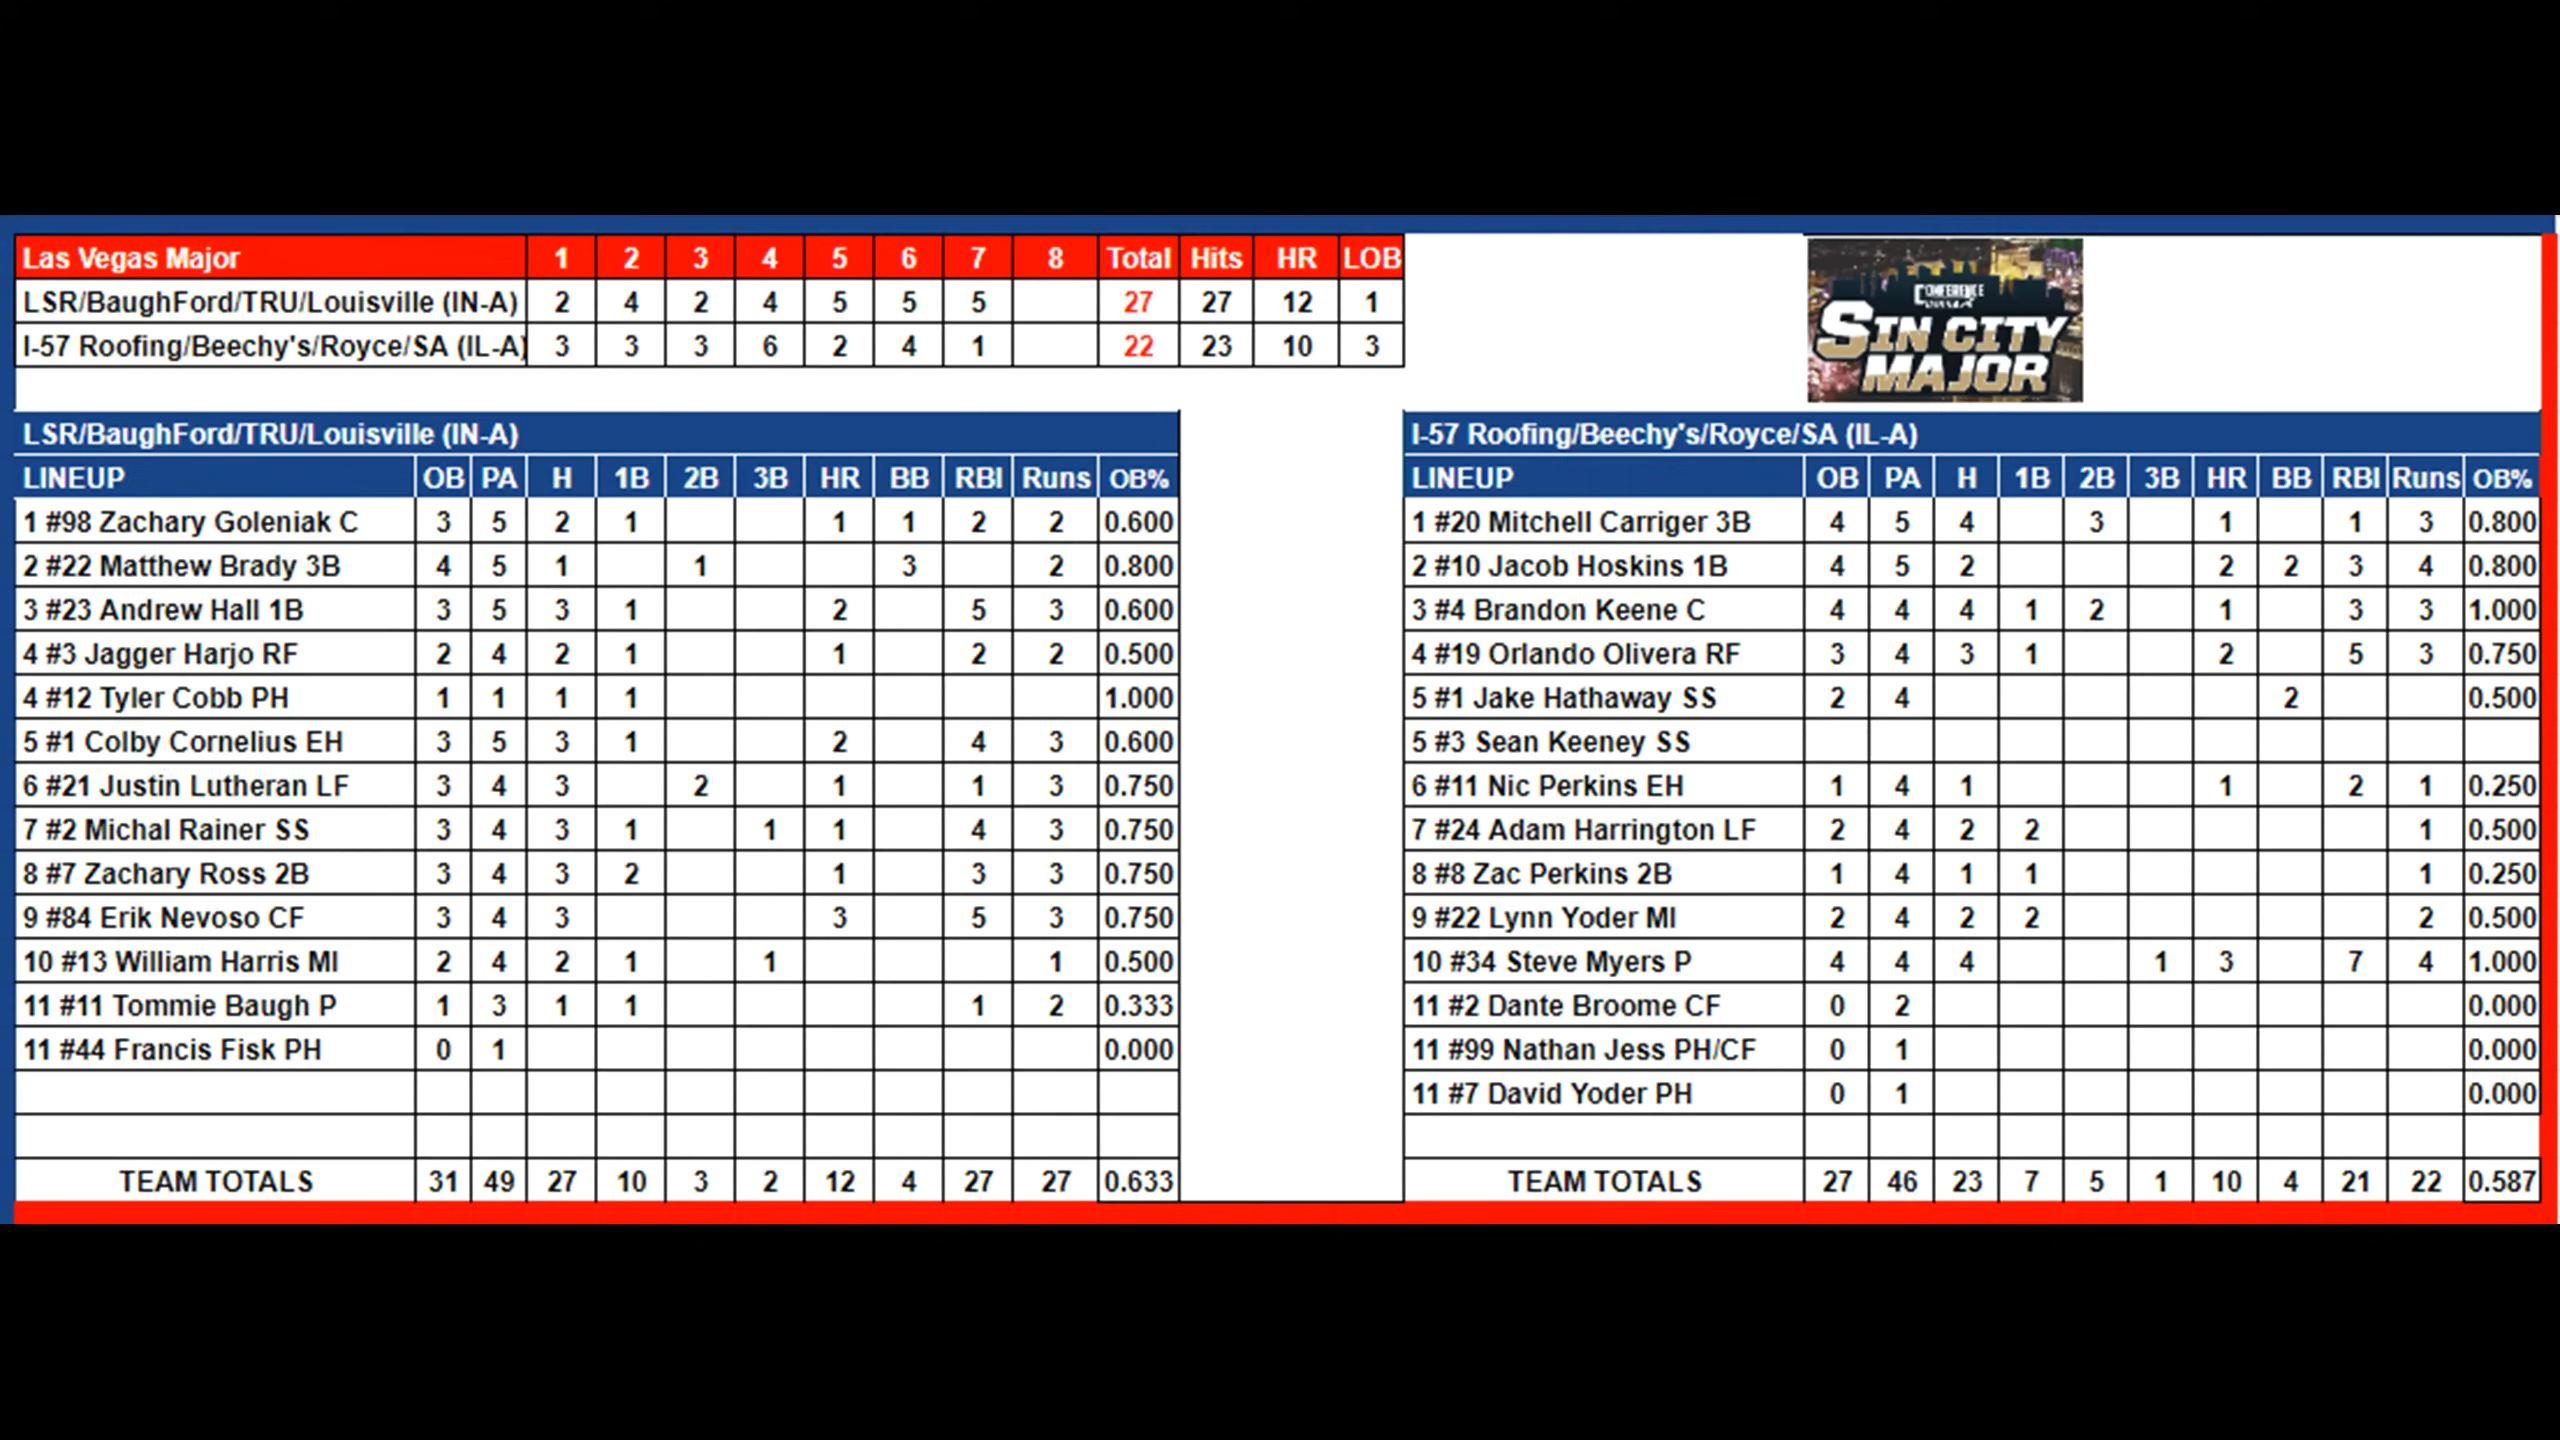 Las Vegas Major 1 2 3 4 5 6 7 8 Total Hits HR LOB
LSR/BaughFord/TRU/Louisville (IN-A) 2 4 2 4 5 5 5 27 27 12 1
I-57 Roofing/Beechy's/Royce/SA (IL-A) 3 3 3 6 2 4 1 22 23 10 3
CONFERENCE
SIN CITY
MAJOR
LSR/BaughFord/TRU/Louisville (IN-A)
LINEUP OB PA H 1B 2B 3B HR BB RBI Runs OB%
1 #98 Zachary Goleniak C 3 5 2 1 1 1 2 2 0.600
2 #22 Matthew Brady 3B 4 5 1 1 3 2 0.800
3 #23 Andrew Hall 1B 3 5 3 1 2 5 3 0.600
4 #3 Jagger Harjo RF 2 4 2 1 1 2 2 0.500
4 #12 Tyler Cobb PH 1 1 1 1 1.000
5 #1 Colby Cornelius EH 3 5 3 1 2 4 3 0.600
6 #21 Justin Lutheran LF 3 4 3 2 1 1 3 0.750
7 #2 Michal Rainer SS 3 4 3 1 1 1 4 3 0.750
8 #7 Zachary Ross 2B 3 4 3 2 1 3 3 0.750
9 #84 Erik Nevoso CF 3 4 3 3 5 3 0.750
10 #13 William Harris MI 2 4 2 1 1 1 0.500
11 #11 Tommie Baugh P 1 3 1 1 1 2 0.333
11 #44 Francis Fisk PH 0 1 0.000
TEAM TOTALS 31 49 27 10 3 2 12 4 27 27 0.633
I-57 Roofing/Beechy's/Royce/SA (IL-A)
LINEUP OB PA H 1B 2B 3B HR BB RBI Runs OB%
1 #20 Mitchell Carriger 3B 4 5 4 3 1 1 3 0.800
2 #10 Jacob Hoskins 1B 4 5 2 2 2 3 4 0.800
3 #4 Brandon Keene C 4 4 4 1 2 1 3 3 1.000
4 #19 Orlando Olivera RF 3 4 3 1 2 5 3 0.750
5 #1 Jake Hathaway SS 2 4 2 0.500
5 #3 Sean Keeney SS
6 #11 Nic Perkins EH 1 4 1 1 2 1 0.250
7 #24 Adam Harrington LF 2 4 2 2 1 0.500
8 #8 Zac Perkins 2B 1 4 1 1 1 0.250
9 #22 Lynn Yoder MI 2 4 2 2 2 0.500
10 #34 Steve Myers P 4 4 4 1 3 7 4 1.000
11 #2 Dante Broome CF 0 2 0.000
11 #99 Nathan Jess PH/CF 0 1 0.000
11 #7 David Yoder PH 0 1 0.000
TEAM TOTALS 27 46 23 7 5 1 10 4 21 22 0.587